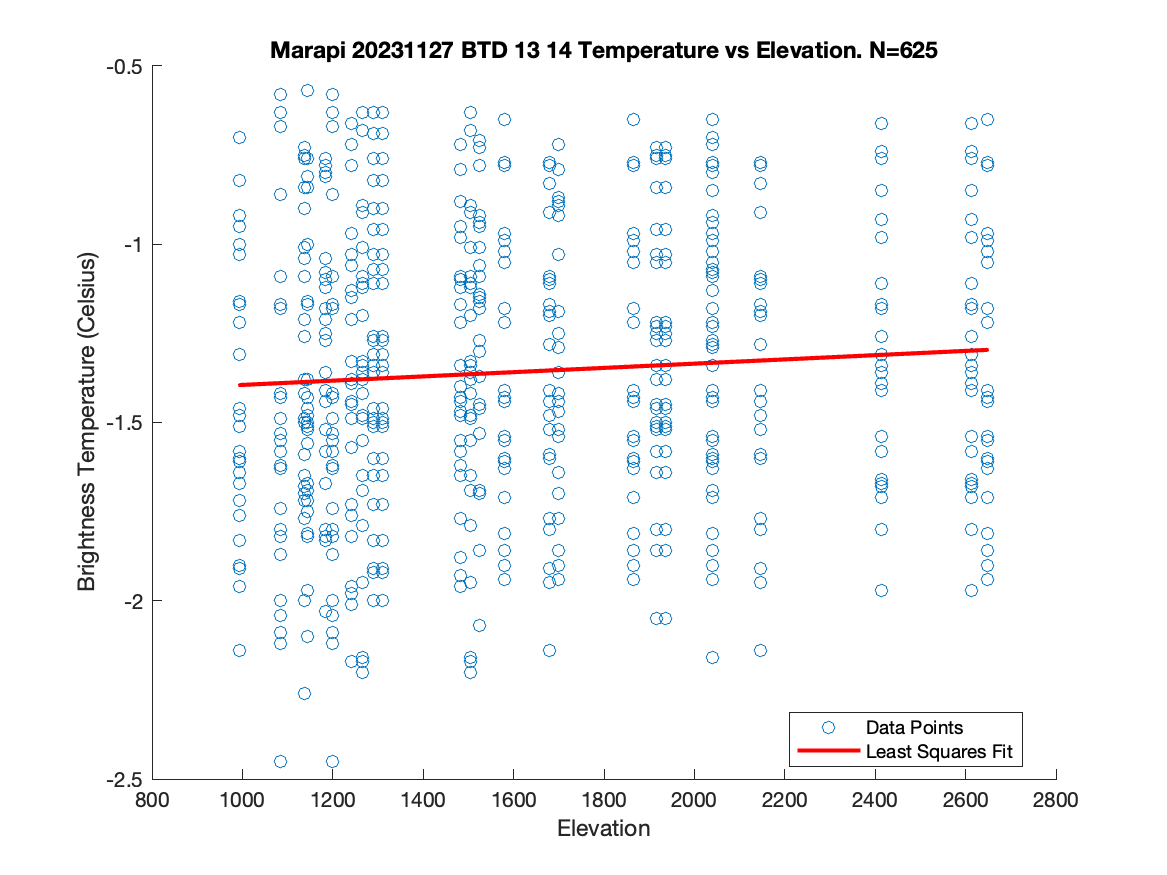 Marapi 20231127 BTD 13 14 Temperature vs Elevation. N=625
-0.5
-1
-1.5
-2
-2.5
Brightness Temperature (Celsius)
Data Points
Least Squares Fit
800 1000 1200 1400 1600 1800 2000 2200 2400 2600 2800
Elevation